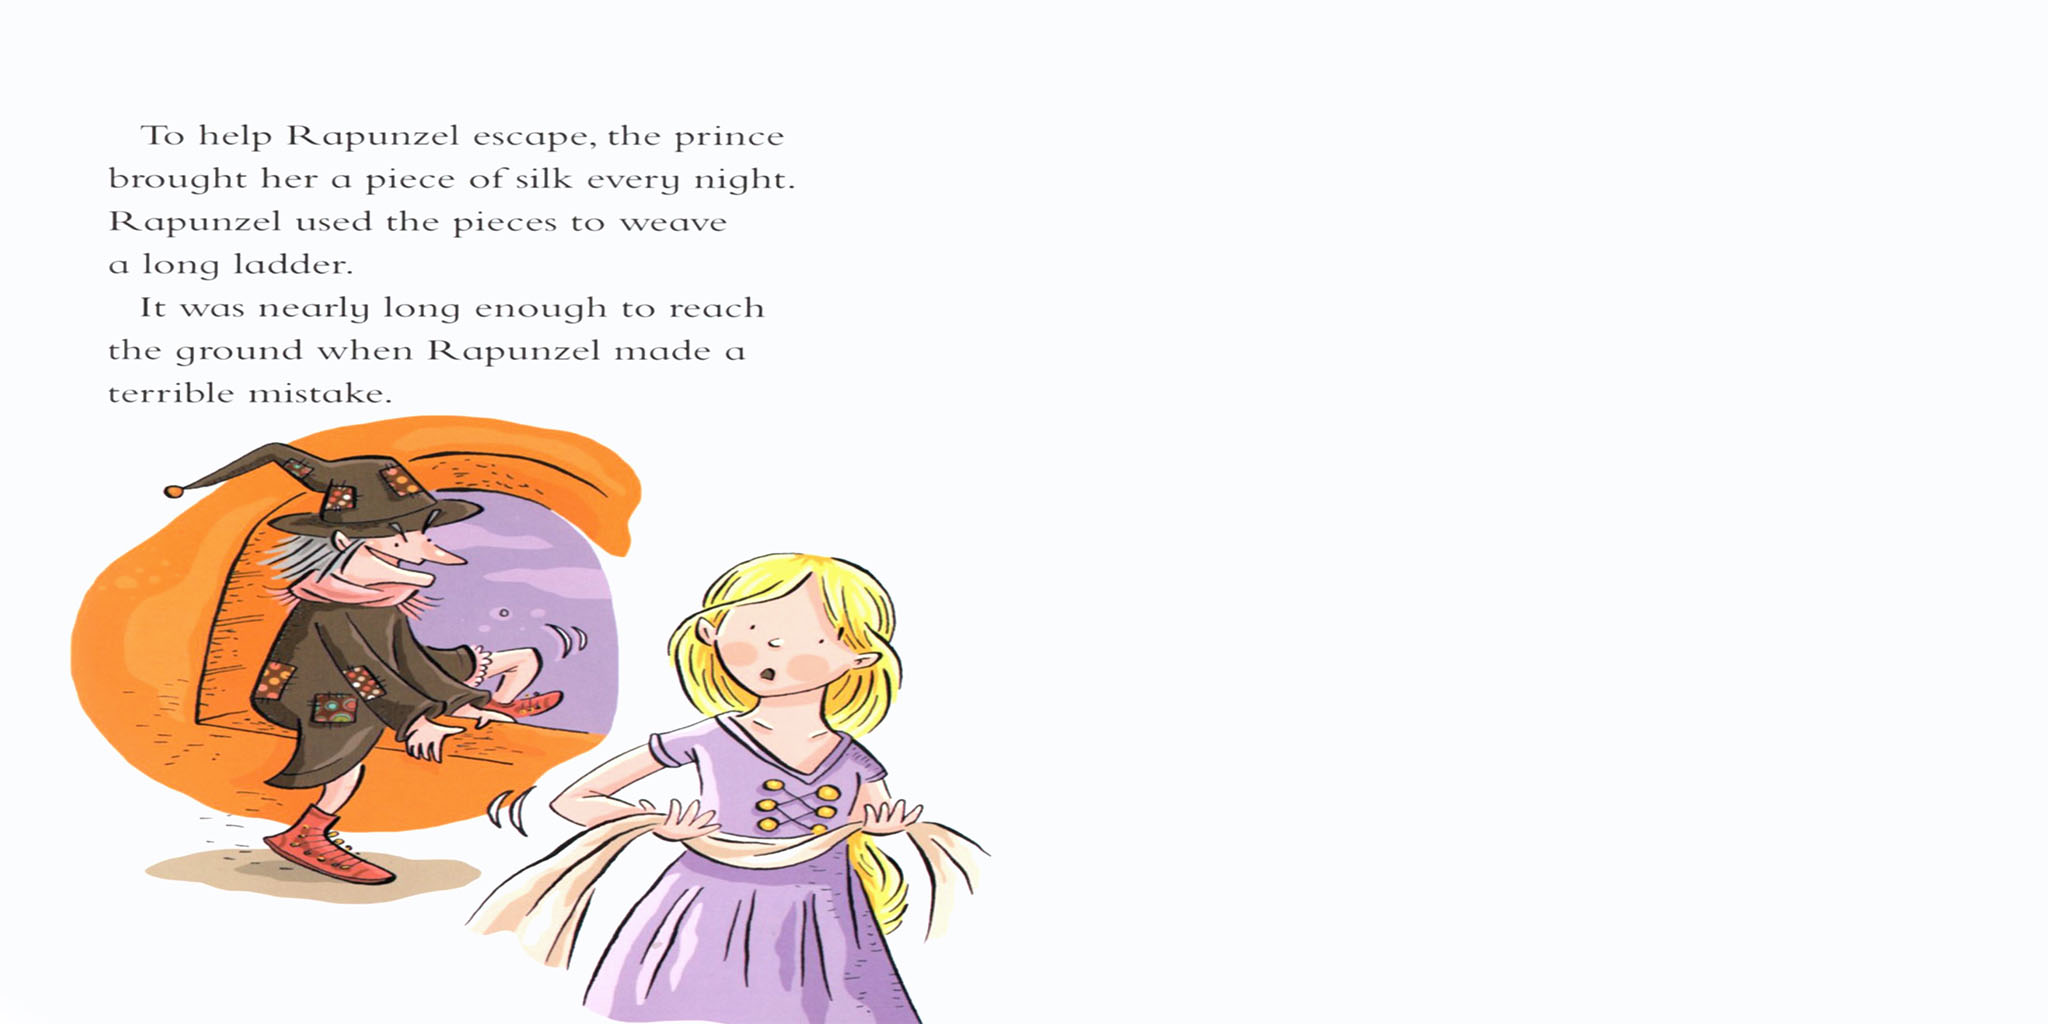 To help Rapunzel escape, the prince
brought her a piece of silk every night.
Rapunzel used the pieces to weave
a long ladder.
It was nearly long enough to reach
the ground when Rapunzel made a
terrible mistake.